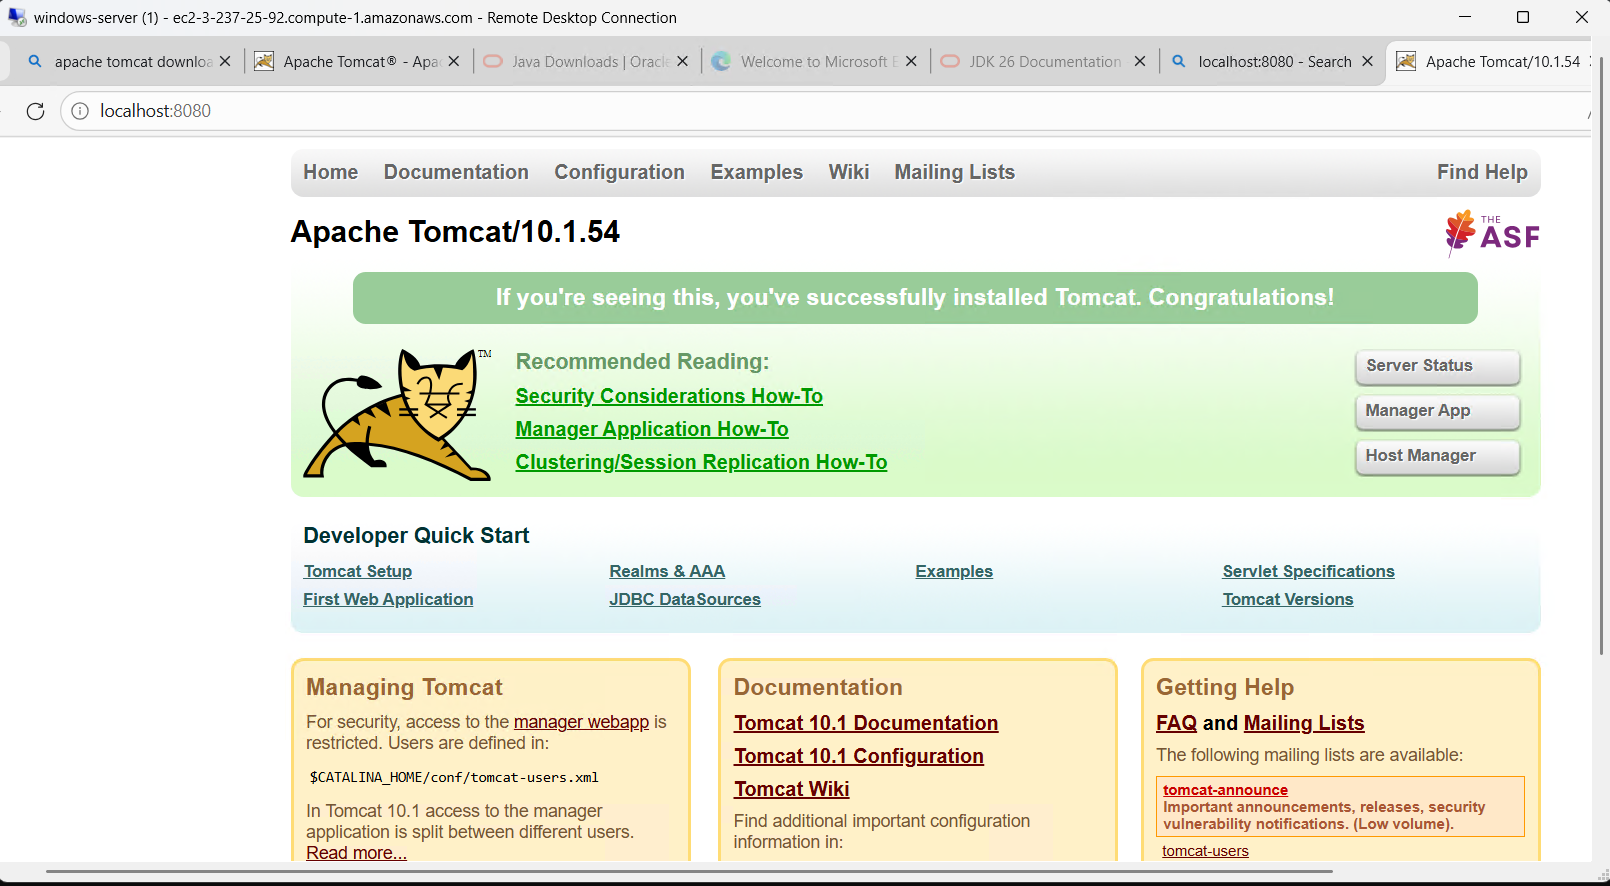 windows-server (1) - ec2-3-237-25-92.compute-1.amazonaws.com - Remote Desktop Connection
apache tomcat downloa
Apache Tomcat® - Apac
Java Downloads | Oracle
Welcome to Microsoft E
JDK 26 Documentation
localhost:8080 - Search
Apache Tomcat/10.1.54
localhost:8080
Home Documentation Configuration Examples Wiki Mailing Lists Find Help
Apache Tomcat/10.1.54
THE
ASF
If you're seeing this, you've successfully installed Tomcat. Congratulations!
TM
Recommended Reading:
Security Considerations How-To
Manager Application How-To
Clustering/Session Replication How-To
Server Status
Manager App
Host Manager
Developer Quick Start
Tomcat Setup
First Web Application
Realms & AAA
JDBC DataSources
Examples
Servlet Specifications
Tomcat Versions
Managing Tomcat
For security, access to the manager webapp is
restricted. Users are defined in:
$CATALINA_HOME/conf/tomcat-users.xml
In Tomcat 10.1 access to the manager
application is split between different users.
Read more...
Documentation
Tomcat 10.1 Documentation
Tomcat 10.1 Configuration
Tomcat Wiki
Find additional important configuration
information in:
Getting Help
FAQ and Mailing Lists
The following mailing lists are available:
tomcat-announce
Important announcements, releases, security
vulnerability notifications. (Low volume).
tomcat-users